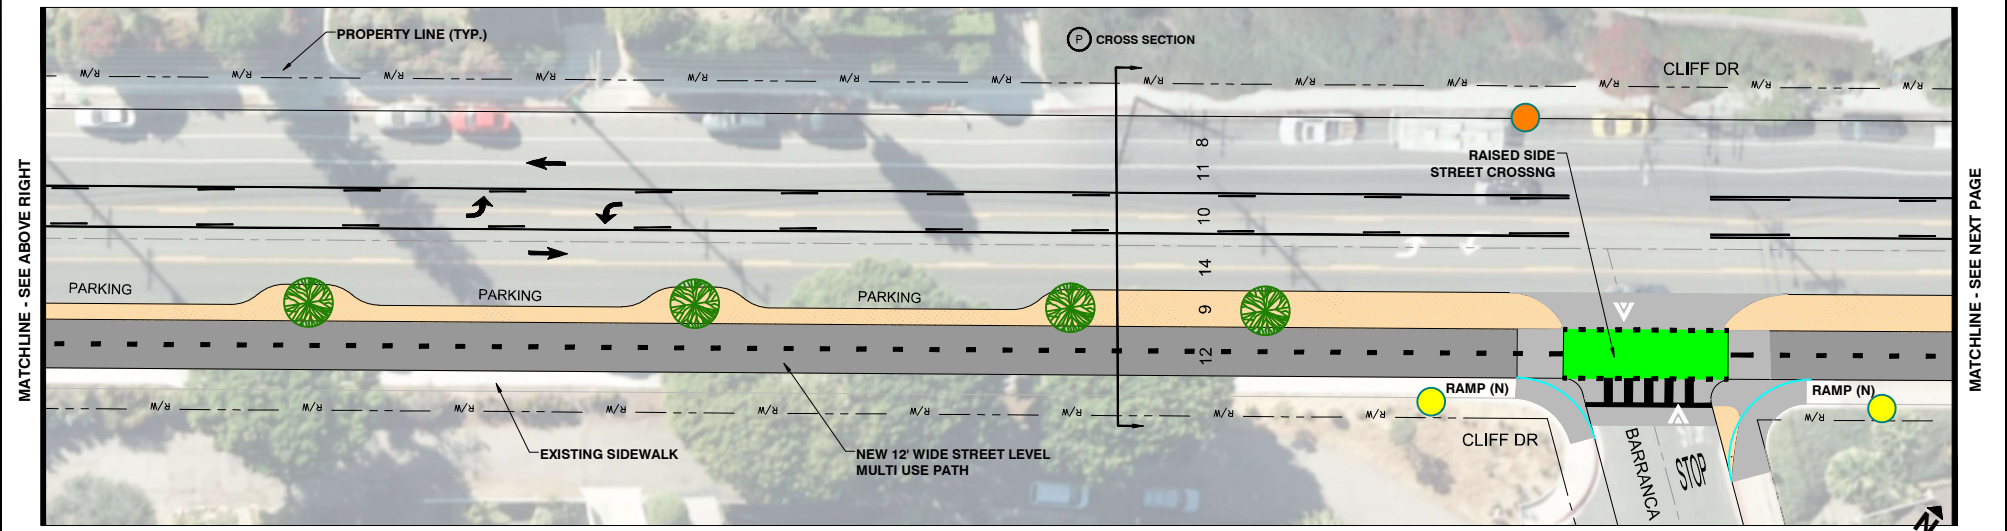 PROPERTY LINE (TYP.)
P CROSS SECTION
CLIFF DR
R/W R/W R/W R/W R/W R/W R/W R/W R/W R/W R/W R/W R/W
MATCHLINE - SEE ABOVE RIGHT
MATCHLINE - SEE NEXT PAGE
8
11
10
14
9
12
RAISED SIDE
STREET CROSSNG
PARKING
PARKING
PARKING
RAMP (N)
RAMP (N)
R/W R/W R/W R/W R/W R/W R/W R/W R/W R/W
CLIFF DR
EXISTING SIDEWALK
NEW 12' WIDE STREET LEVEL
MULTI USE PATH
BARRANCA
STOP
N